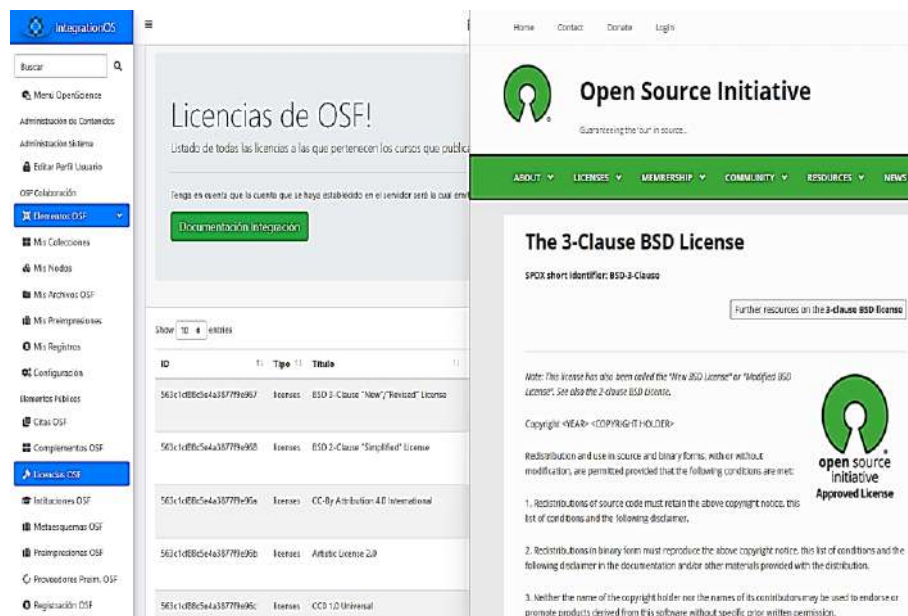 IntegrationOS
Buscar
Menú OpenScience
Administración de Contenidos
Administración Sistema
Editar Perfil Usuario
OSF Colaboración
Elementos OSF
Mis Colecciones
Mis Nodos
Mis Archivos OSF
Mis Preimpresiones
Mis Registros
Configuración
Elementos Públicos
Citas OSF
Complementos OSF
Licencias OSF
Intituciones OSF
Metaesquemas OSF
Preimpresiones OSF
Proveedores Preim. OSF
Registración OSF
Licencias de OSF!
Listado de todas las licencias a las que pertenecen los cursos que publica
Tenga en cuenta que la cuenta que se haya establecido en el servidor será la cual
Documentación Integración
Show 10 entries
ID Tipo Titulo
563c1cf88c5e4a3877f9e967 licenses BSD 3-Clause "New"/"Revised" License
563c1cf88c5e4a3877f9e968 licenses BSD 2-Clause "Simplified" License
563c1cf88c5e4a3877f9e96a licenses CC-By Attribution 4.0 International
563c1cf88c5e4a3877f9e96b licenses Artistic License 2.0
563c1cf88c5e4a3877f9e96c licenses CC0 1.0 Universal
Home Contact Donate Login
Open Source Initiative
Guaranteeing the 'our' in source...
ABOUT LICENSES MEMBERSHIP COMMUNITY RESOURCES NEWS
The 3-Clause BSD License
SPDX short identifier: BSD-3-Clause
Further resources on the 3-clause BSD license
Note: This license has also been called the "New BSD License" or "Modified BSD
License". See also the 2-clause BSD License.
Copyright <YEAR> <COPYRIGHT HOLDER>
Redistribution and use in source and binary forms, with or without
modification, are permitted provided that the following conditions are met:
open source
initiative
Approved License
1. Redistributions of source code must retain the above copyright notice, this
list of conditions and the following disclaimer.
2. Redistributions in binary form must reproduce the above copyright notice, this list of conditions and the
following disclaimer in the documentation and/or other materials provided with the distribution.
3. Neither the name of the copyright holder nor the names of its contributors may be used to endorse or
promote products derived from this software without specific prior written permission.